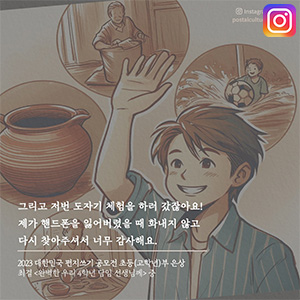 Instag
postskultu
그리고 저번 도자기 체험을 하러 갔잖아요!
제가 핸드폰을 잃어버렸을 때 화내지 않고
다시 찾아주셔서 너무 감사해요.
2023 대한민국 편지쓰기 공모전 초등(고학년)부 은상
최결 <완벽한 우리 4학년 담임 선생님께> 중